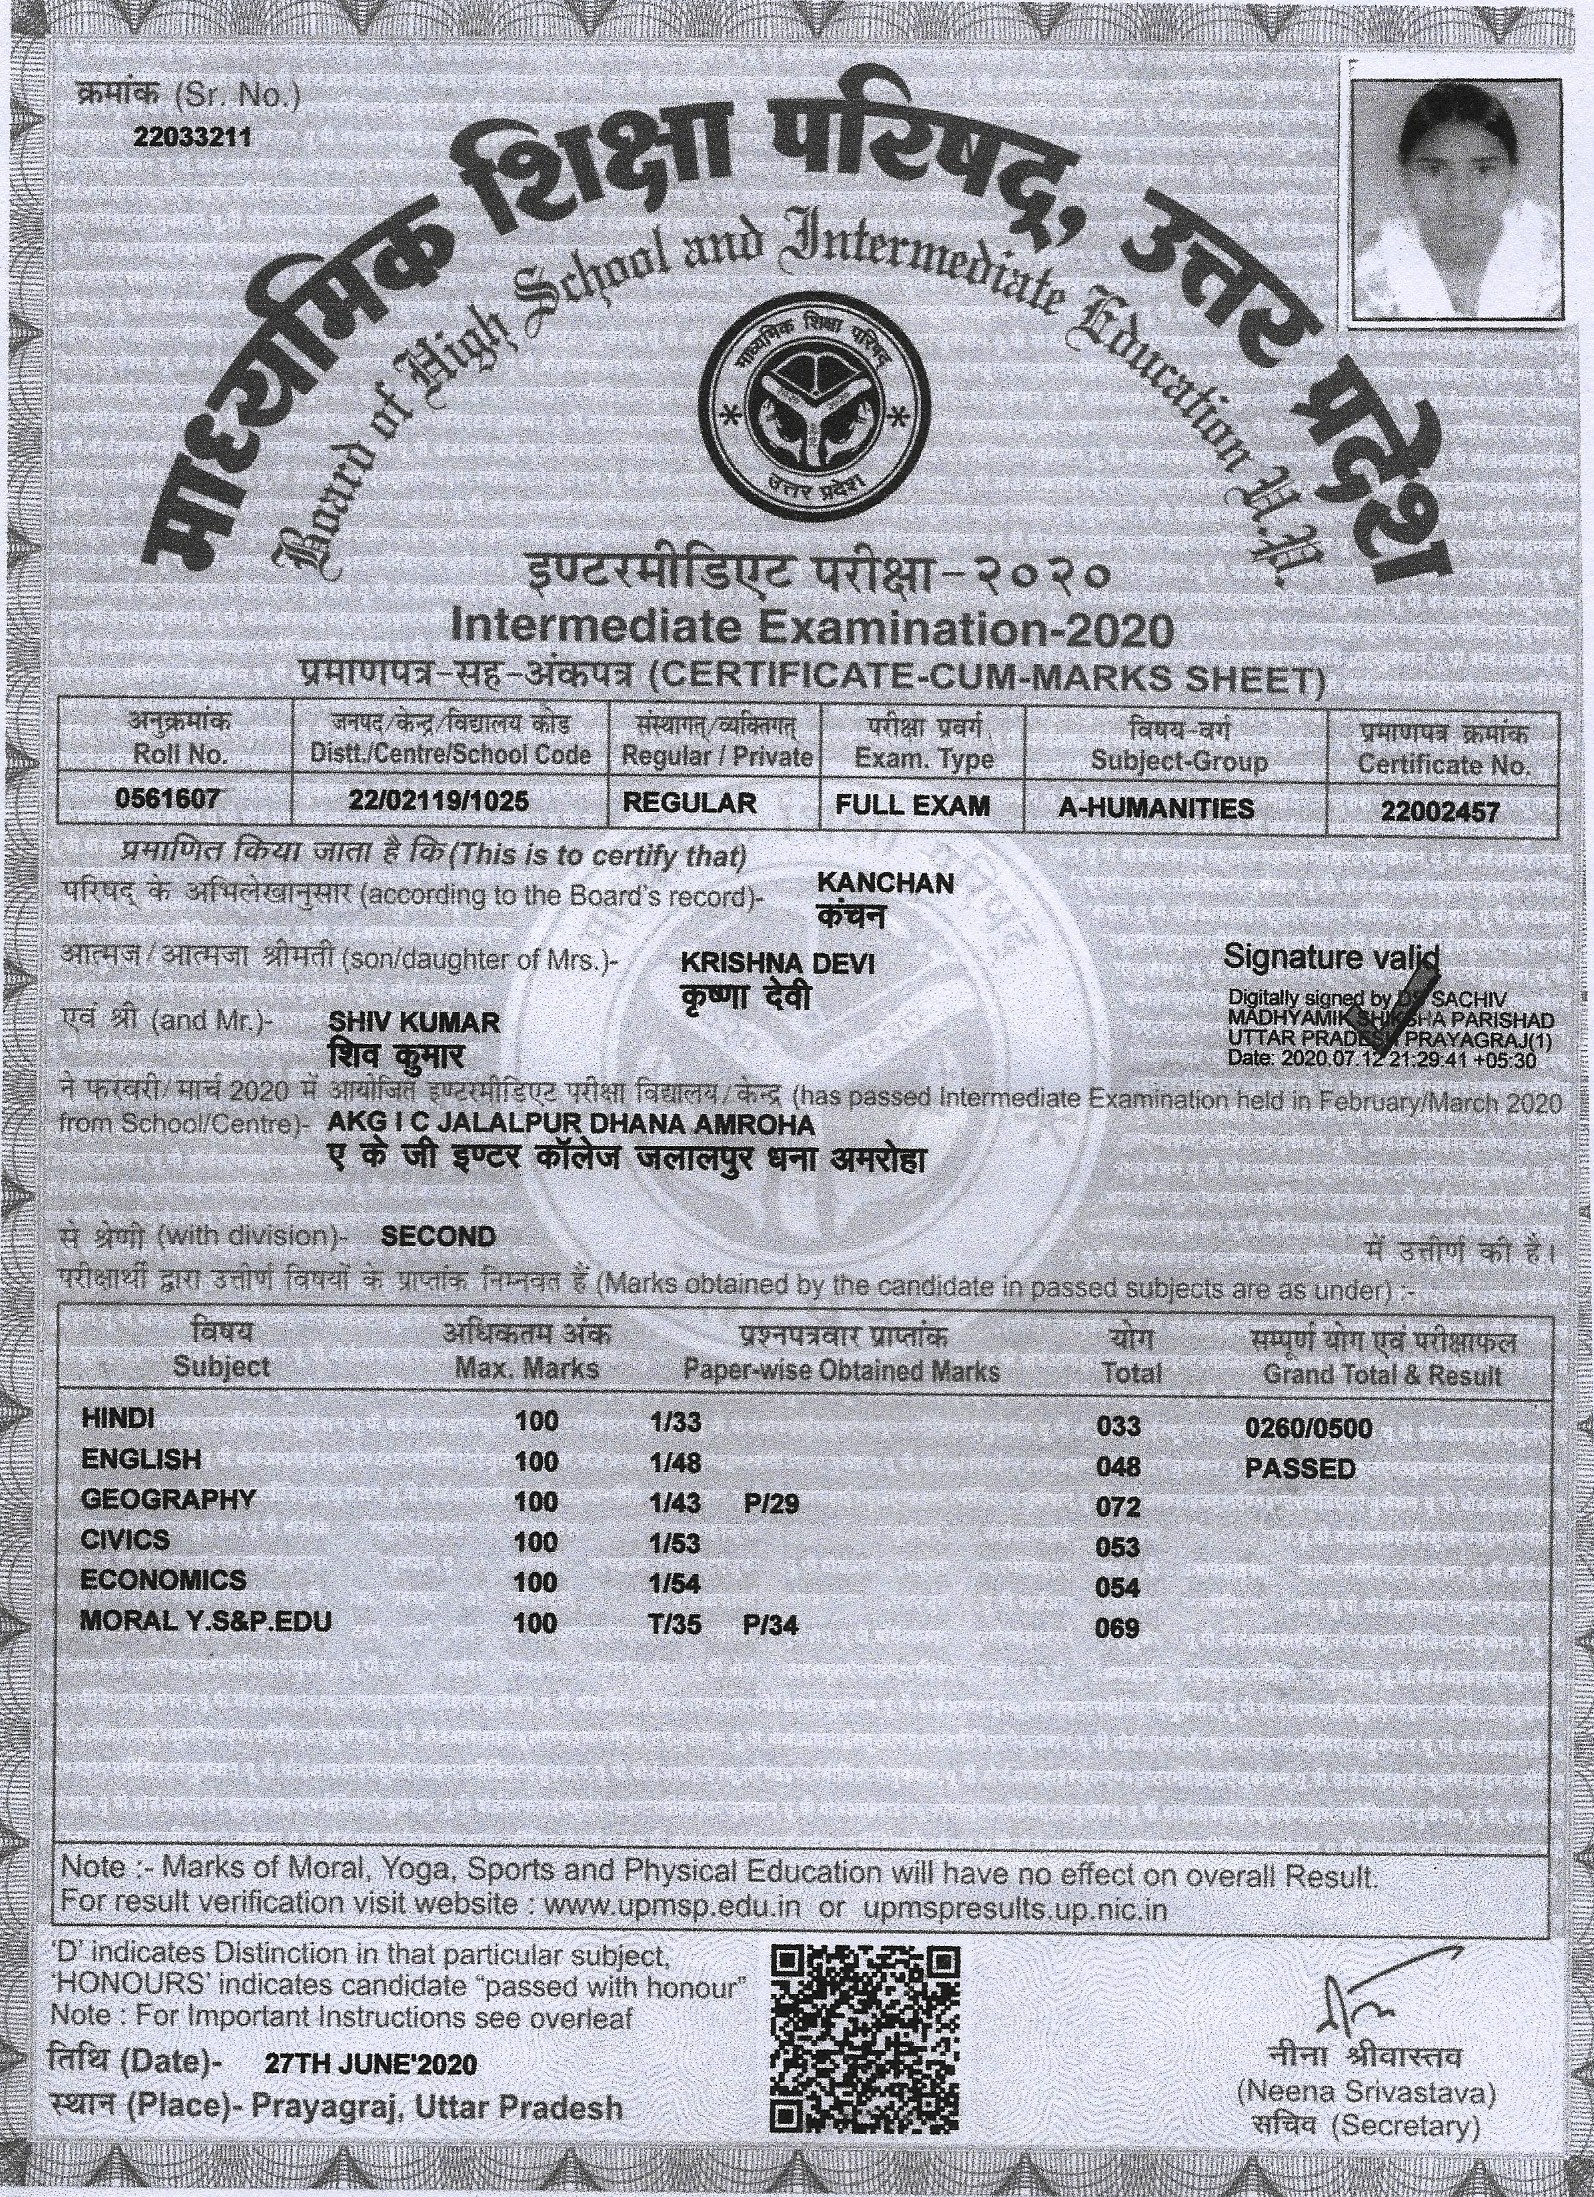 क्रमांक (Sr. No.)
22033211
माध्यमिक शिक्षा परिषद्, उत्तर प्रदेश
Board of High School and Intermediate Education U.P.
माध्यमिक शिक्षा परिषद
उत्तर प्रदेश
इण्टरमीडिएट परीक्षा-२०२०
Intermediate Examination-2020
प्रमाणपत्र-सह-अंकपत्र (CERTIFICATE-CUM-MARKS SHEET)
अनुक्रमांक जनपद/केन्द्र/विद्यालय कोड संस्थागत/व्यक्तिगत परीक्षा प्रवर्ग विषय-वर्ग प्रमाणपत्र क्रमांक
Roll No. Distt./Centre/School Code Regular / Private Exam. Type Subject-Group Certificate No.
0561607 22/02119/1025 REGULAR FULL EXAM A-HUMANITIES 22002457
प्रमाणित किया जाता है कि (This is to certify that)
परिषद् के अभिलेखानुसार (according to the Board's record)- KANCHAN
कंचन
आत्मज/आत्मजा श्रीमती (son/daughter of Mrs.)- KRISHNA DEVI
कृष्णा देवी
एवं श्री (and Mr.)- SHIV KUMAR
शिव कुमार
Signature valid
Digitally signed by DS SACHIV
MADHYAMIK SHIKSHA PARISHAD
UTTAR PRADESH PRAYAGRAJ(1)
Date: 2020.07.12 21:29:41 +05:30
ने फरवरी/मार्च 2020 में आयोजित इण्टरमीडिएट परीक्षा विद्यालय/केन्द्र (has passed Intermediate Examination held in February/March 2020
from School/Centre)- AKG I C JALALPUR DHANA AMROHA
ए के जी इण्टर कॉलेज जलालपुर धना अमरोहा
से श्रेणी (with division)- SECOND में उत्तीर्ण की है।
परीक्षार्थी द्वारा उत्तीर्ण विषयों के प्राप्तांक निम्नवत हैं (Marks obtained by the candidate in passed subjects are as under) :-
विषय अधिकतम अंक प्रश्नपत्रवार प्राप्तांक योग सम्पूर्ण योग एवं परीक्षाफल
Subject Max. Marks Paper-wise Obtained Marks Total Grand Total & Result
HINDI 100 1/33 033 0260/0500
ENGLISH 100 1/48 048 PASSED
GEOGRAPHY 100 1/43 P/29 072
CIVICS 100 1/53 053
ECONOMICS 100 1/54 054
MORAL Y.S&P.EDU 100 T/35 P/34 069
Note :- Marks of Moral, Yoga, Sports and Physical Education will have no effect on overall Result.
For result verification visit website : www.upmsp.edu.in or upmspresults.up.nic.in
'D' indicates Distinction in that particular subject,
'HONOURS' indicates candidate "passed with honour"
Note : For Important Instructions see overleaf
तिथि (Date)- 27TH JUNE'2020
स्थान (Place)- Prayagraj, Uttar Pradesh
नीना श्रीवास्तव
(Neena Srivastava)
सचिव (Secretary)